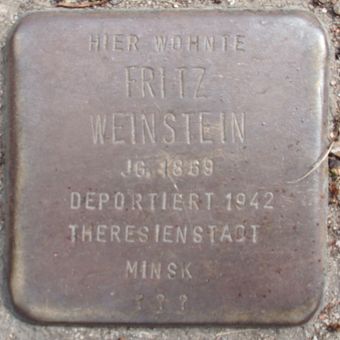 HIER WOHNTE
FRITZ
WEINSTEIN
JG. 1869
DEPORTIERT 1942
THERESIENSTADT
MINSK
? ? ?